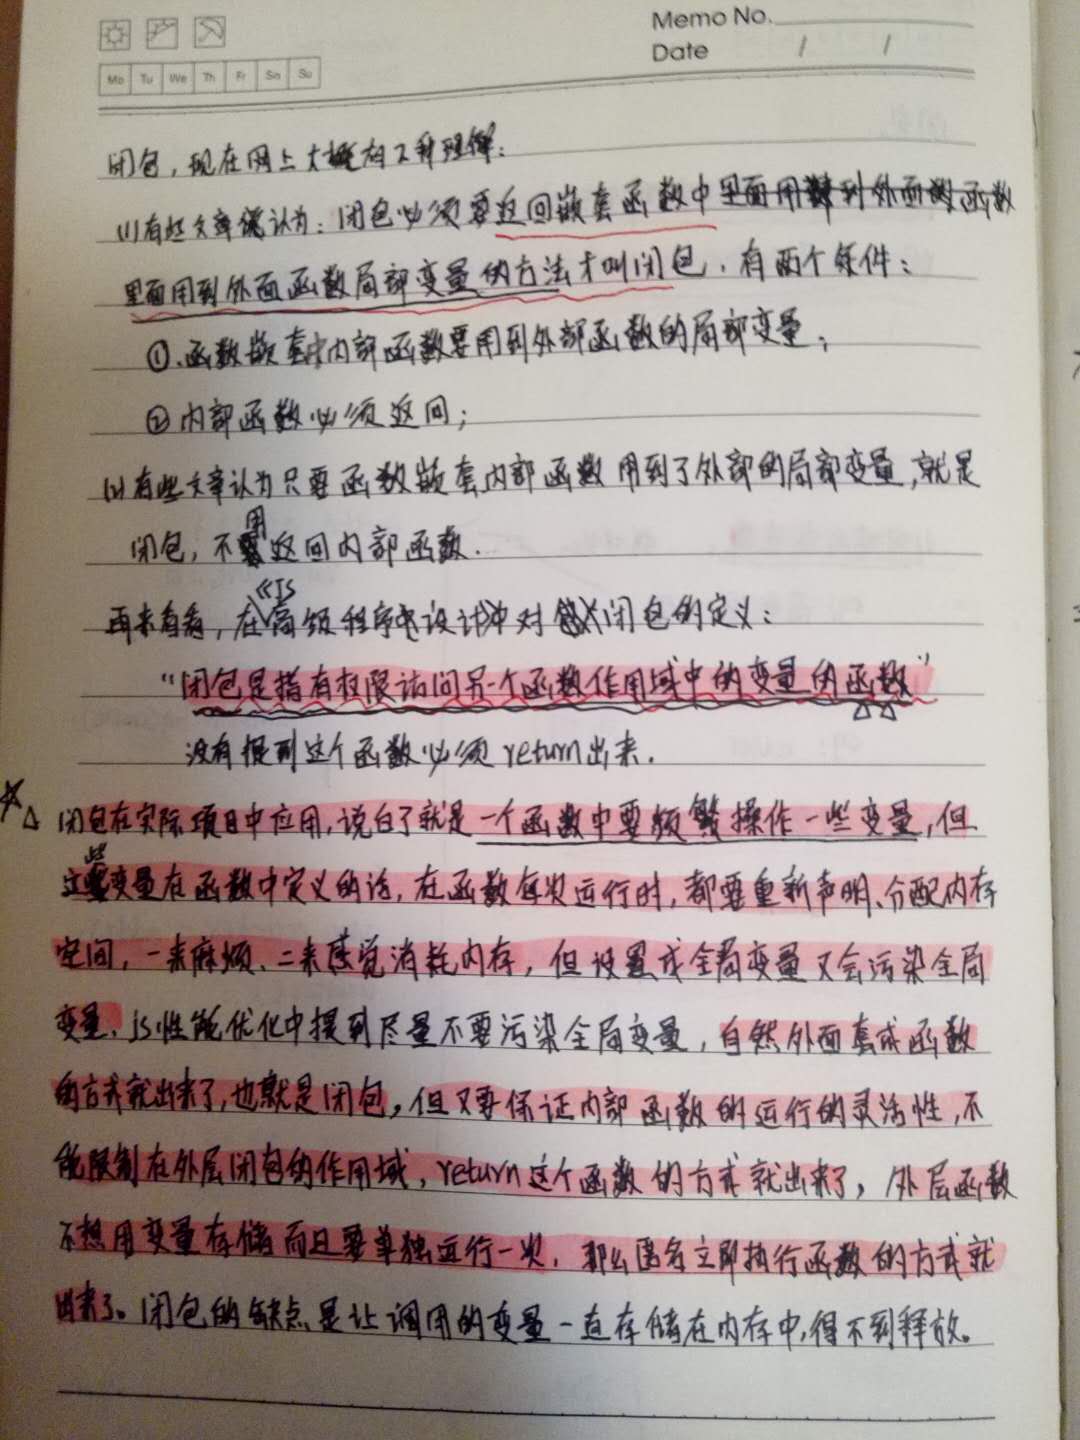 Memo No.
Date / /
Mo Tu We Th Fr Sa Su
闭包，现在网上大概有2种理解：
(1)有些文章认为：闭包必须要返回嵌套函数中里面用到外面函数
里面用到外面函数局部变量的方法才叫闭包，有两个条件：
①.函数嵌套中内部函数要用到外部函数的局部变量；
②内部函数必须返回；
(2)有些文章认为只要函数嵌套,内部函数用到了外部的局部变量,就是
闭包，不用返回内部函数.
再来看看，在《JS高级程序设计》中对闭包的定义：
“闭包是指有权限访问另一个函数作用域中的变量的函数”
没有提到这个函数必须return出来.
闭包在实际项目中应用,说白了就是一个函数中要频繁操作一些变量,但
这些变量在函数中定义的话,在函数每次运行时,都要重新声明、分配内存
空间，一来麻烦、二来感觉消耗内存，但设置成全局变量又会污染全局
变量、js性能优化中提到尽量不要污染全局变量，自然外面套成函数
的方式就出来了,也就是闭包，但又要保证内部函数的运行的灵活性,不
能限制在外层闭包的作用域，return这个函数的方式就出来了，外层函数
不想用变量存储而且要单独运行一次，那么匿名立即执行函数的方式就
出来了。闭包的缺点是让调用的变量一直存储在内存中,得不到释放。